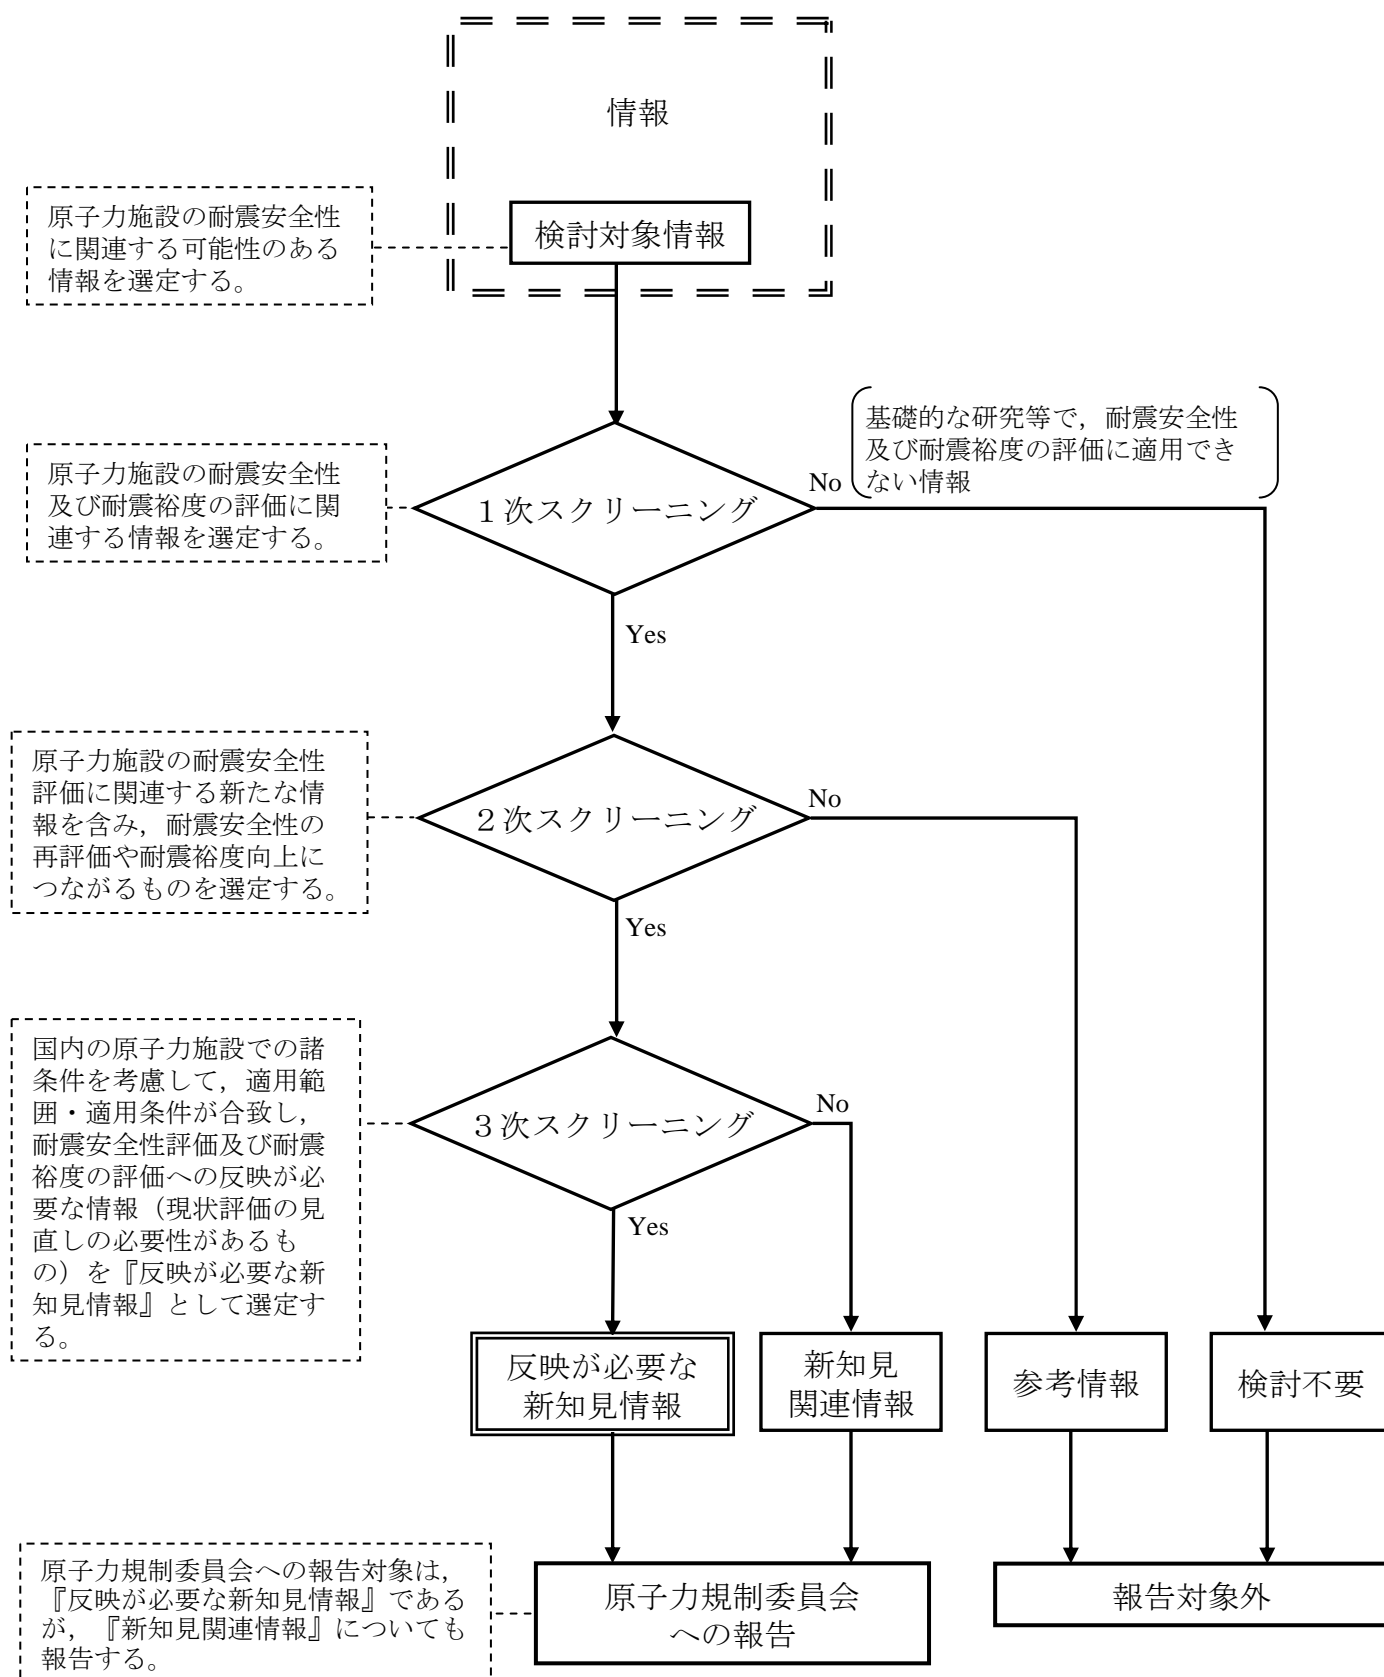 情報
原子力施設の耐震安全性
に関連する可能性のある
情報を選定する。
検討対象情報
基礎的な研究等で，耐震安全性
及び耐震裕度の評価に適用でき
ない情報
原子力施設の耐震安全性
及び耐震裕度の評価に関
連する情報を選定する。
１次スクリーニング
No
Yes
原子力施設の耐震安全性
評価に関連する新たな情
報を含み，耐震安全性の
再評価や耐震裕度向上に
つながるものを選定する。
２次スクリーニング
No
Yes
国内の原子力施設での諸
条件を考慮して，適用範
囲・適用条件が合致し，
耐震安全性評価及び耐震
裕度の評価への反映が必
要な情報（現状評価の見
直しの必要性があるも
の）を『反映が必要な新
知見情報』として選定す
る。
３次スクリーニング
No
Yes
反映が必要な
新知見情報
新知見
関連情報
参考情報
検討不要
原子力規制委員会への報告対象は，
『反映が必要な新知見情報』である
が，『新知見関連情報』についても
報告する。
原子力規制委員会
への報告
報告対象外